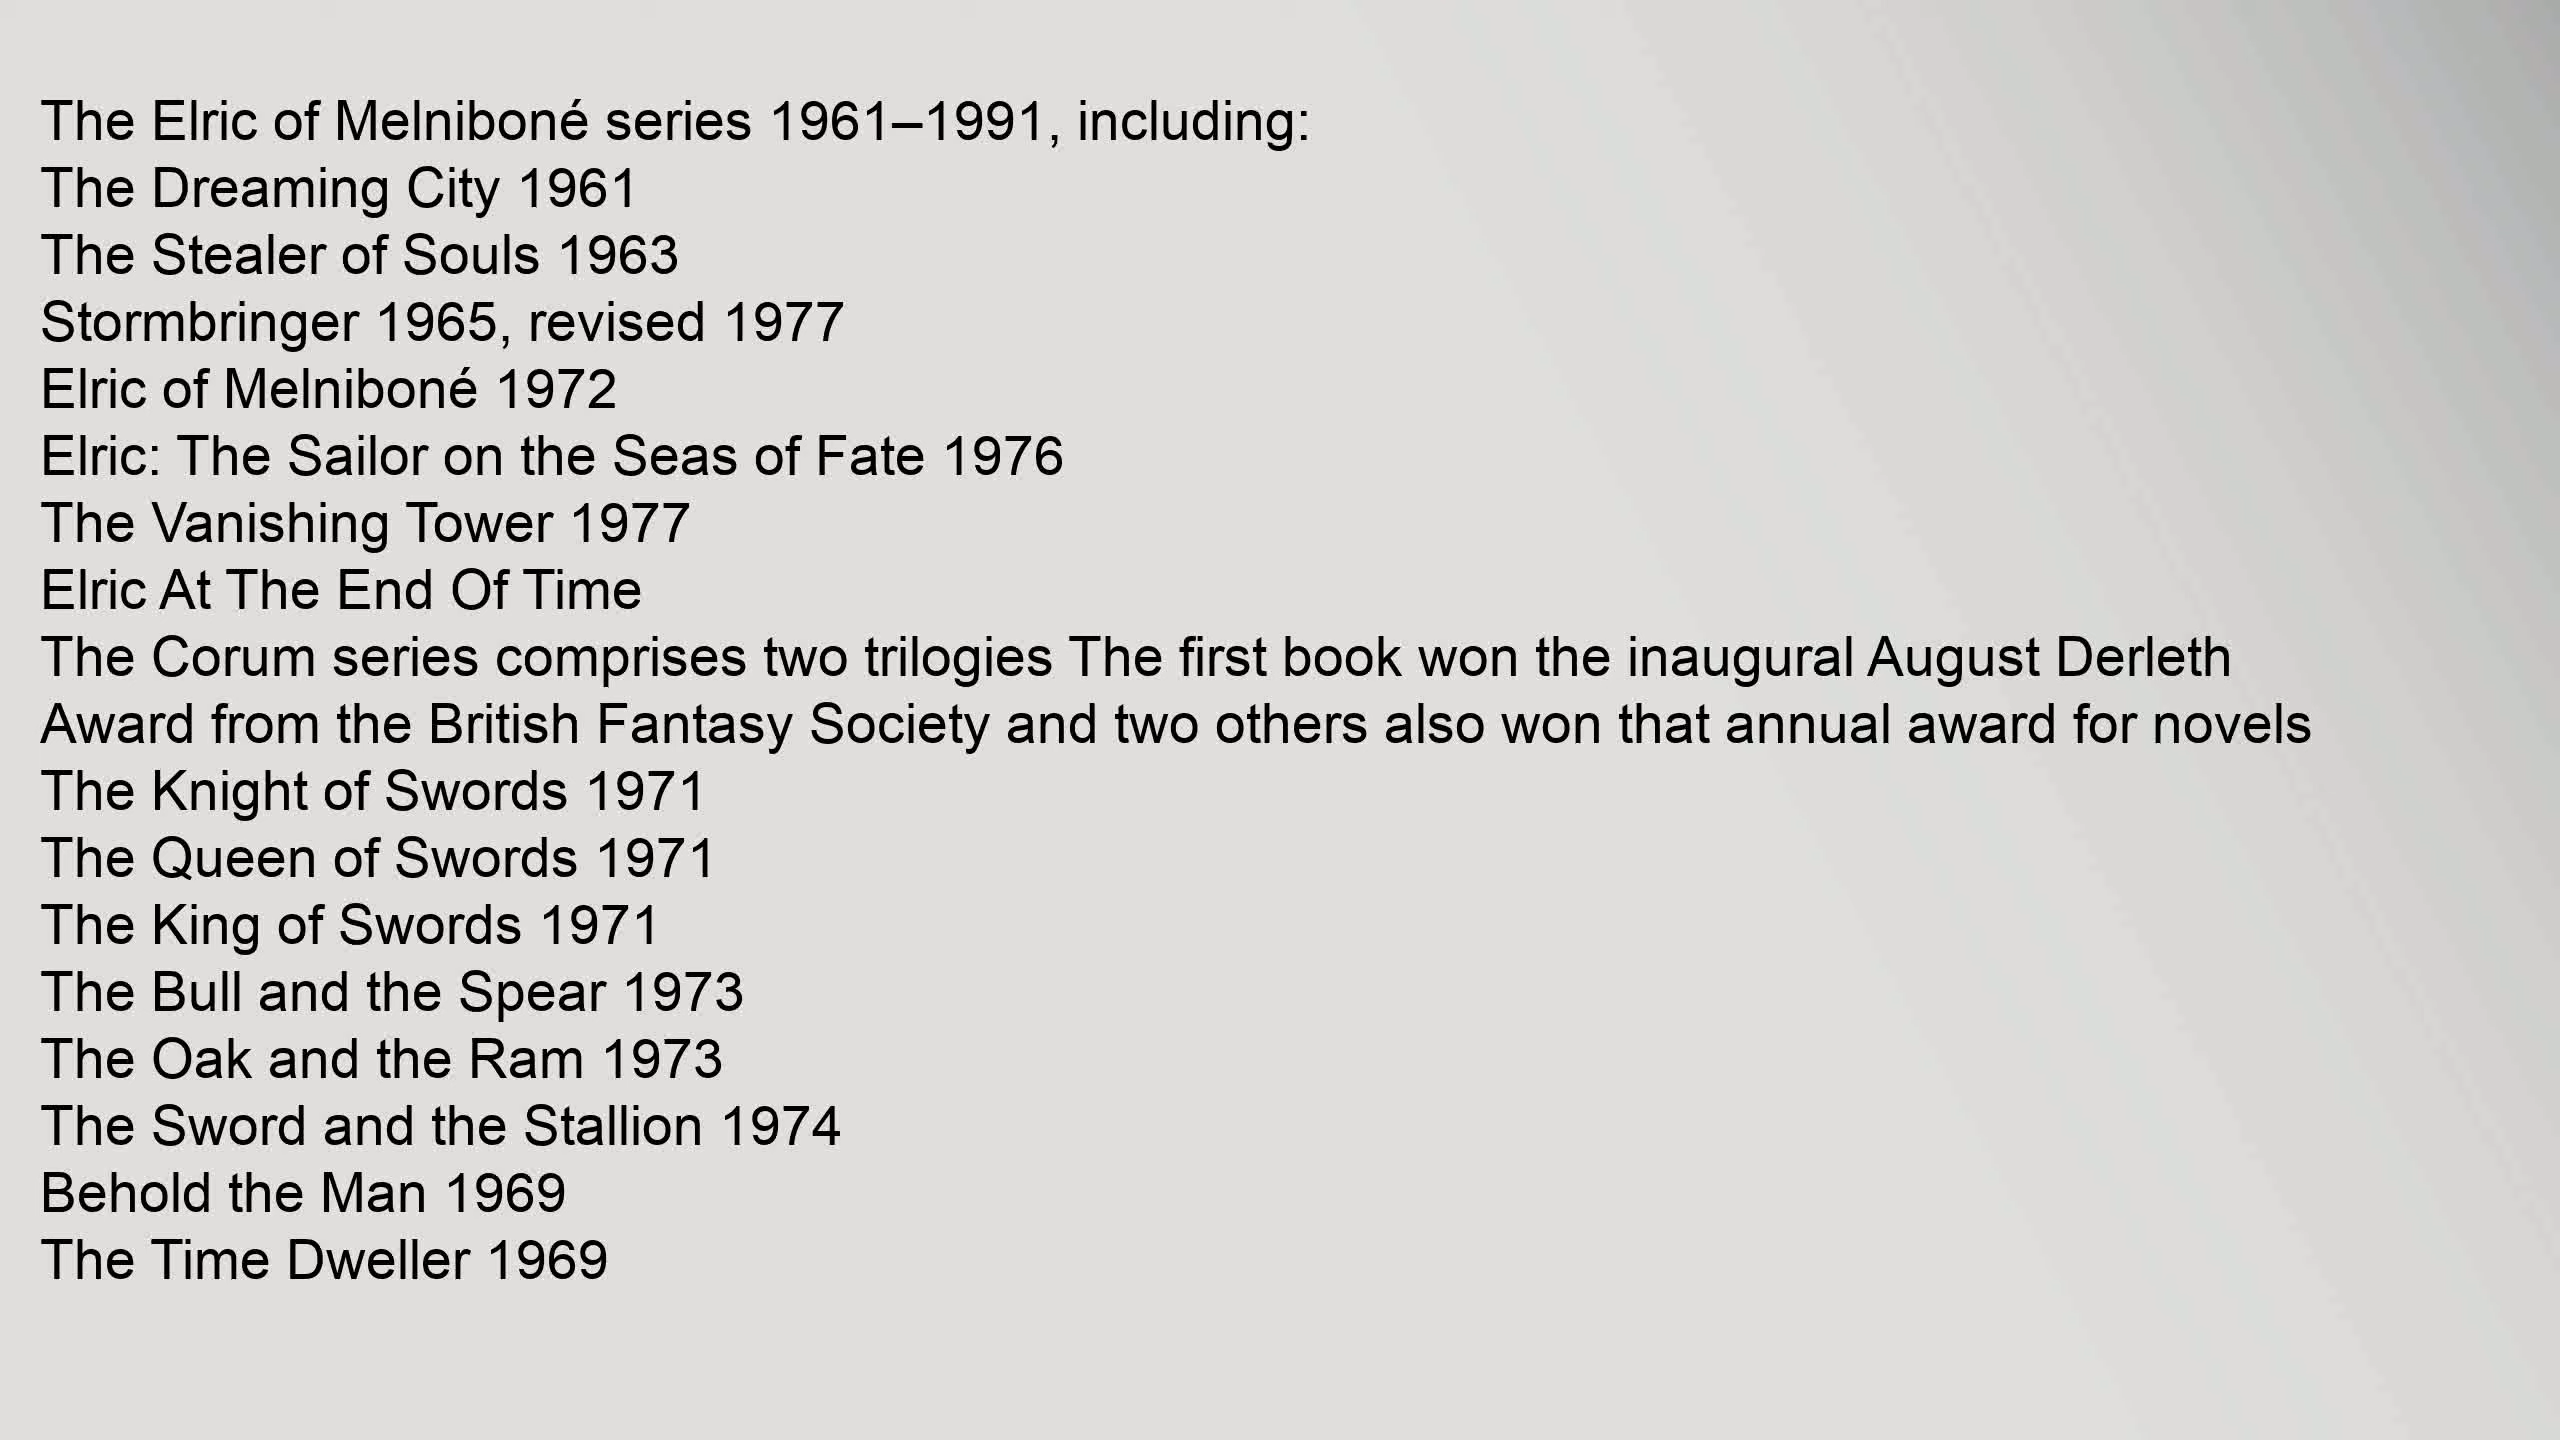 The Elric of Melniboné series 1961–1991, including:
The Dreaming City 1961
The Stealer of Souls 1963
Stormbringer 1965, revised 1977
Elric of Melniboné 1972
Elric: The Sailor on the Seas of Fate 1976
The Vanishing Tower 1977
Elric At The End Of Time
The Corum series comprises two trilogies The first book won the inaugural August Derleth
Award from the British Fantasy Society and two others also won that annual award for novels
The Knight of Swords 1971
The Queen of Swords 1971
The King of Swords 1971
The Bull and the Spear 1973
The Oak and the Ram 1973
The Sword and the Stallion 1974
Behold the Man 1969
The Time Dweller 1969